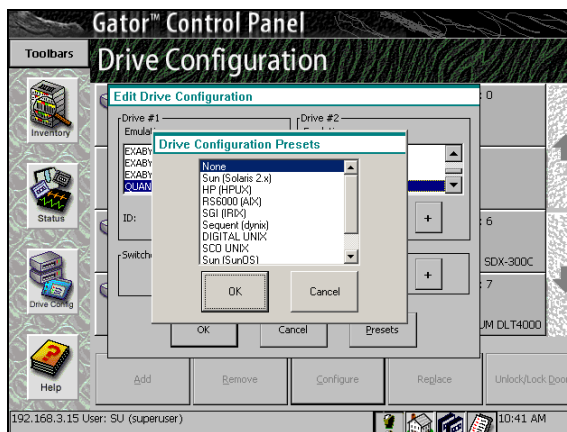 Gator™ Control Panel
Toolbars
Drive Configuration
Inventory
Status
Drive Config
Help
Edit Drive Configuration
: 0
Drive #1
Drive #2
EXABY
EXABY
EXABY
QUAN
ID:
+
: 6
Switch
SDX-300C
+
: 7
UM DLT4000
Drive Configuration Presets
None
Sun (Solaris 2.x)
HP (HPUX)
RS6000 (AIX)
SGI (IRIX)
Sequent (dynix)
DIGITAL UNIX
SCO UNIX
Sun (SunOS)
OK
Cancel
OK
Cancel
Presets
Add
Remove
Configure
Replace
Unlock/Lock Door
192.168.3.15 User: SU (superuser)
10:41 AM